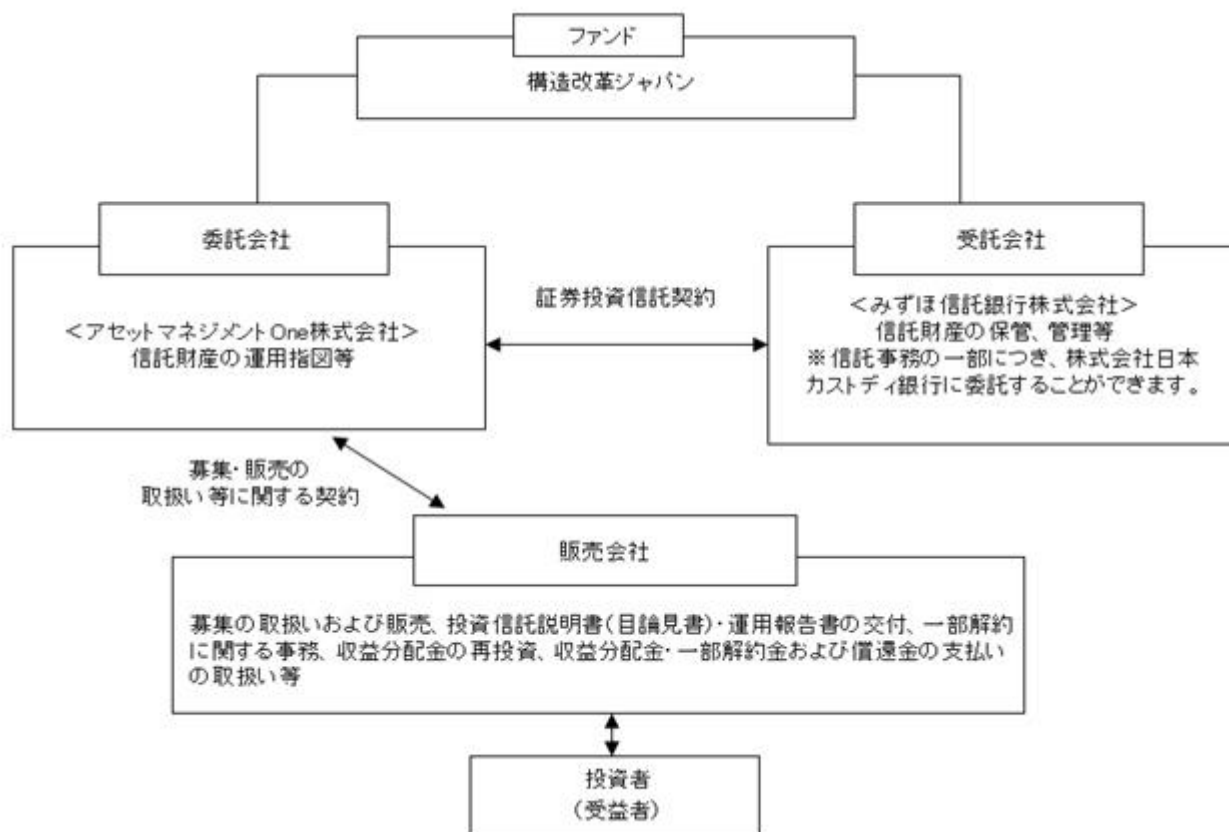 ファンド
構造改革ジャパン
委託会社
<アセットマネジメントOne株式会社>
信託財産の運用指図等
証券投資信託契約
受託会社
<みずほ信託銀行株式会社>
信託財産の保管、管理等
※信託事務の一部につき、株式会社日本
カストディ銀行に委託することができます。
募集・販売の
取扱い等に関する契約
販売会社
募集の取扱いおよび販売、投資信託説明書(目論見書)・運用報告書の交付、一部解約
に関する事務、収益分配金の再投資、収益分配金・一部解約金および償還金の支払い
の取扱い等
投資者
(受益者)